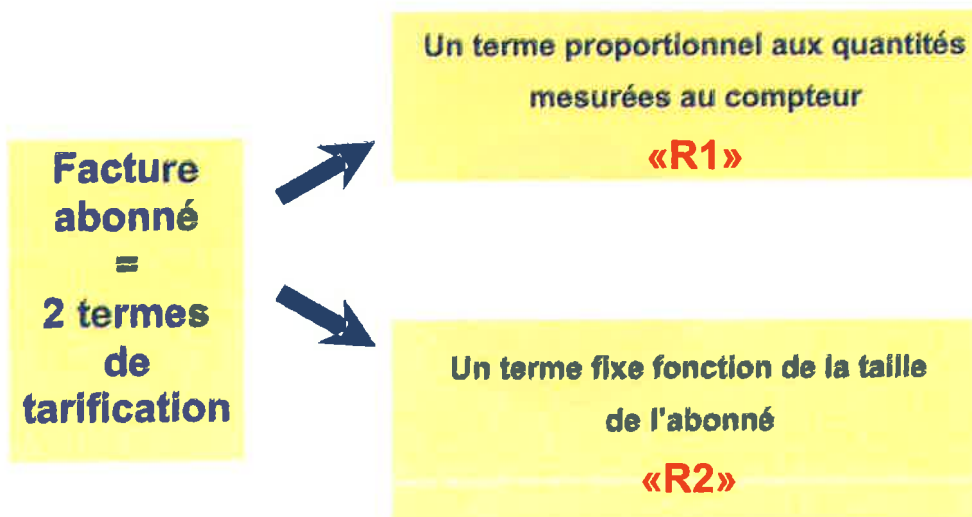 Un terme proportionnel aux quantités
mesurées au compteur
«R1»
Facture
abonné
=
2 termes
de
tarification
Un terme fixe fonction de la taille
de l'abonné
«R2»